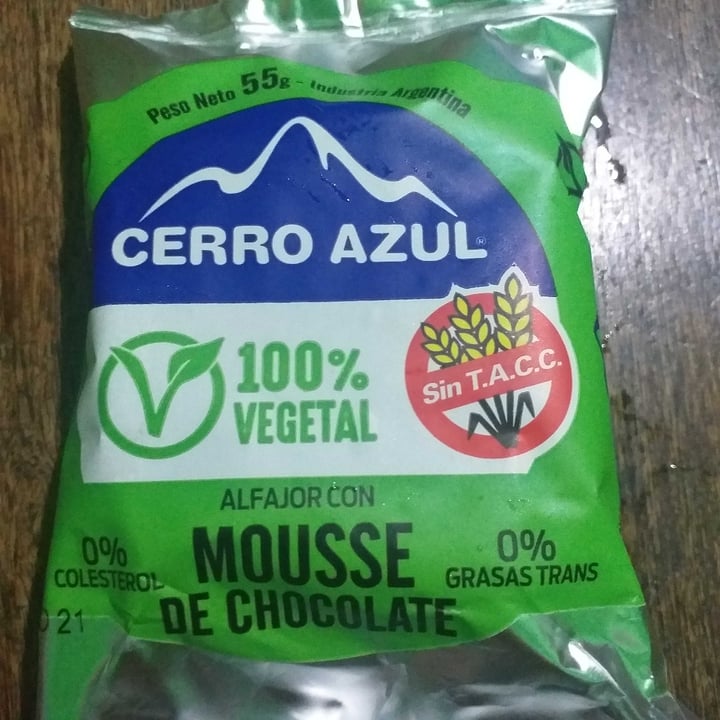 Peso Neto 55g - Industria Argentina
CERRO AZUL®
100%
VEGETAL
Sin T.A.C.C.
ALFAJOR CON
MOUSSE
DE CHOCOLATE
0%
COLESTEROL
0%
GRASAS TRANS
21